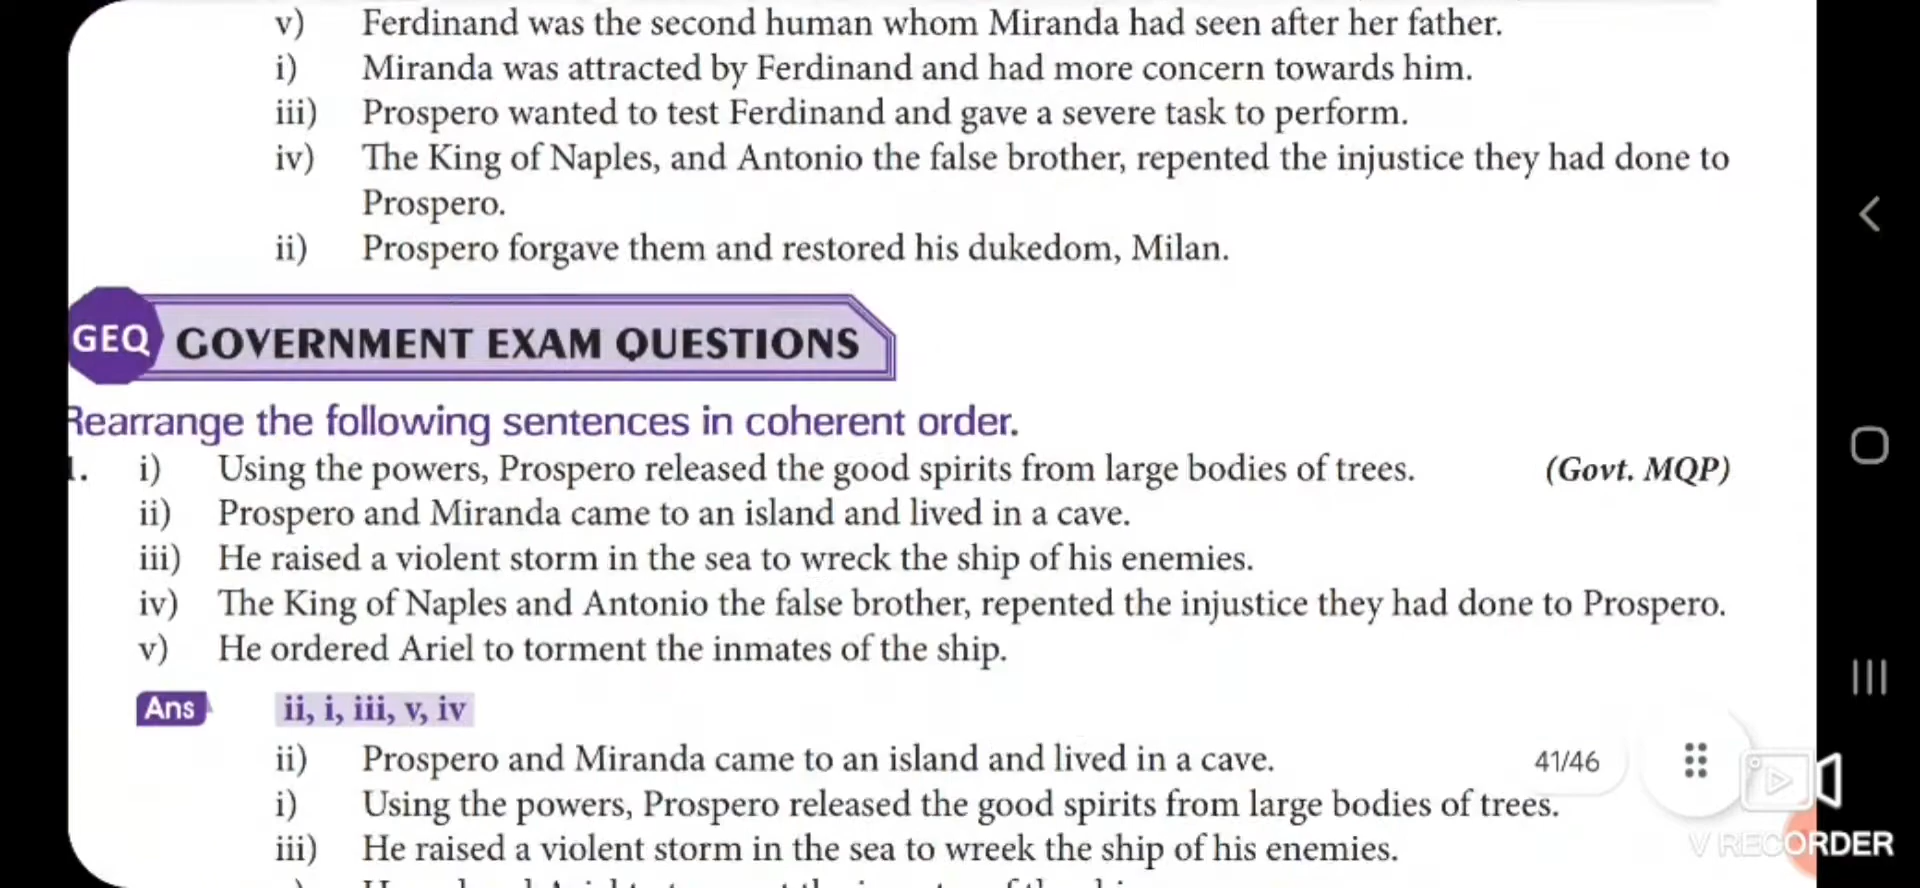 v) Ferdinand was the second human whom Miranda had seen after her father.
i) Miranda was attracted by Ferdinand and had more concern towards him.
iii) Prospero wanted to test Ferdinand and gave a severe task to perform.
iv) The King of Naples, and Antonio the false brother, repented the injustice they had done to
Prospero.
ii) Prospero forgave them and restored his dukedom, Milan.
GEQ GOVERNMENT EXAM QUESTIONS
Rearrange the following sentences in coherent order.
1. i) Using the powers, Prospero released the good spirits from large bodies of trees. (Govt. MQP)
ii) Prospero and Miranda came to an island and lived in a cave.
iii) He raised a violent storm in the sea to wreck the ship of his enemies.
iv) The King of Naples and Antonio the false brother, repented the injustice they had done to Prospero.
v) He ordered Ariel to torment the inmates of the ship.
Ans ii, i, iii, v, iv
ii) Prospero and Miranda came to an island and lived in a cave.
41/46
i) Using the powers, Prospero released the good spirits from large bodies of trees.
iii) He raised a violent storm in the sea to wreek the ship of his enemies.
V RECORDER